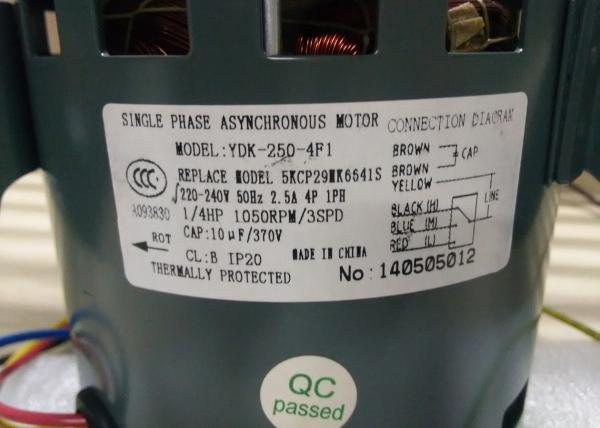 SINGLE PHASE ASYNCHRONOUS MOTOR
MODEL:YDK-250-4F1
REPLACE MODEL 5KCP29MK6641S
220-240V 50Hz 2.5A 4P 1PH
1/4HP 1050RPM/3SPD
CAP:10μF/370V
CL:B IP20
MADE IN CHINA
THERMALLY PROTECTED
No:140505012
CCC
A093830
ROT
CONNECTION DIAGRAM
BROWN
CAP
BROWN
YELLOW
LINE
BLACK(H)
BLUE (M)
RED (L)
QC
passed